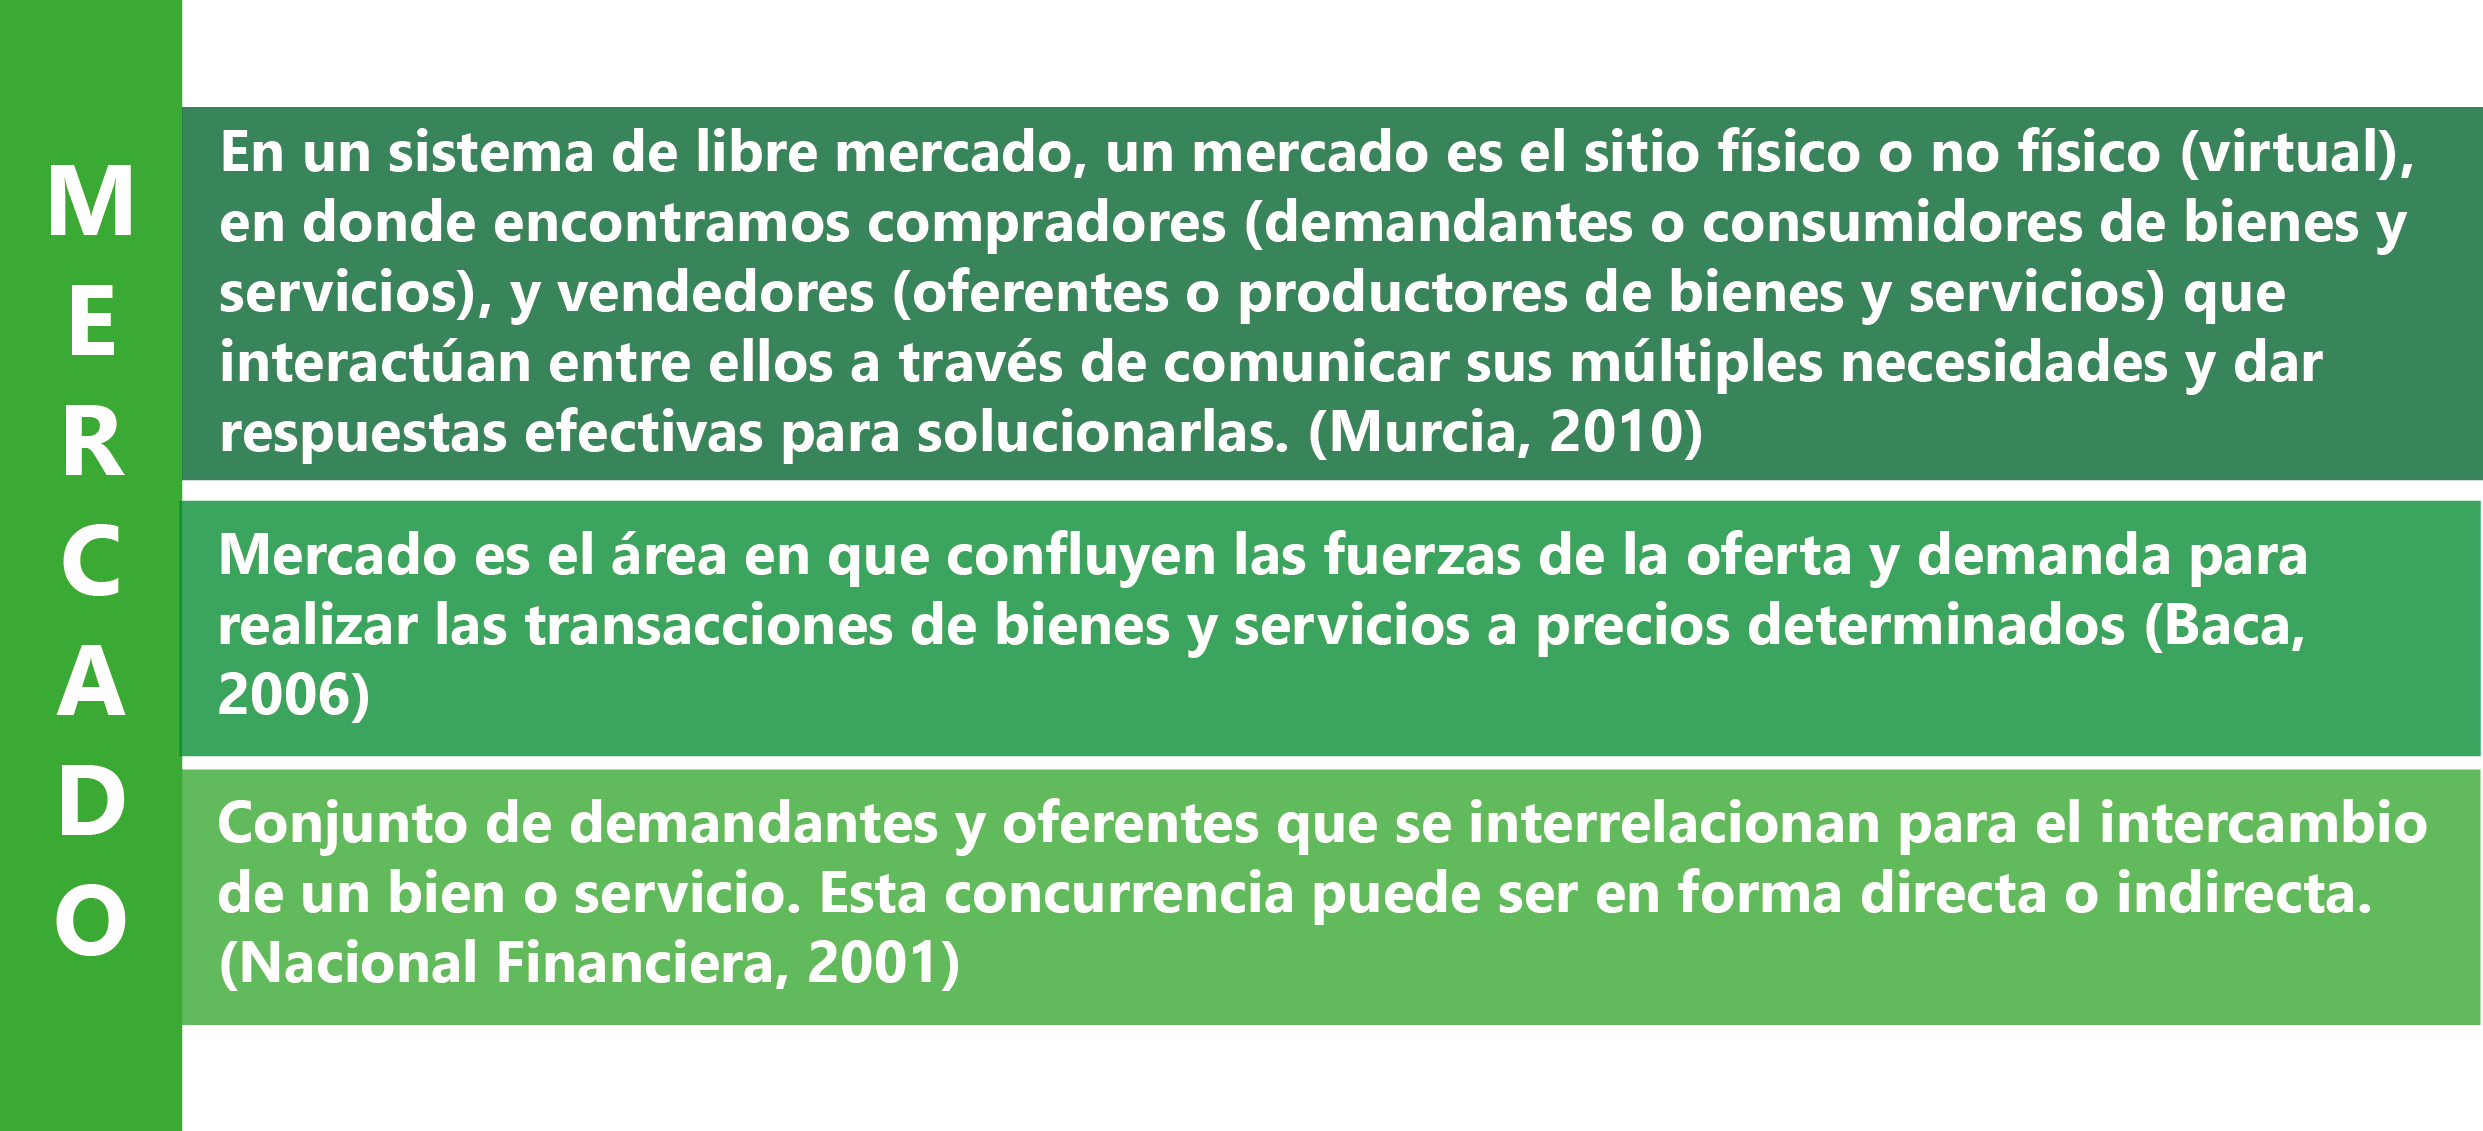 MERCADO
En un sistema de libre mercado, un mercado es el sitio físico o no físico (virtual),
en donde encontramos compradores (demandantes o consumidores de bienes y
servicios), y vendedores (oferentes o productores de bienes y servicios) que
interactúan entre ellos a través de comunicar sus múltiples necesidades y dar
respuestas efectivas para solucionarlas. (Murcia, 2010)
Mercado es el área en que confluyen las fuerzas de la oferta y demanda para
realizar las transacciones de bienes y servicios a precios determinados (Baca,
2006)
Conjunto de demandantes y oferentes que se interrelacionan para el intercambio
de un bien o servicio. Esta concurrencia puede ser en forma directa o indirecta.
(Nacional Financiera, 2001)